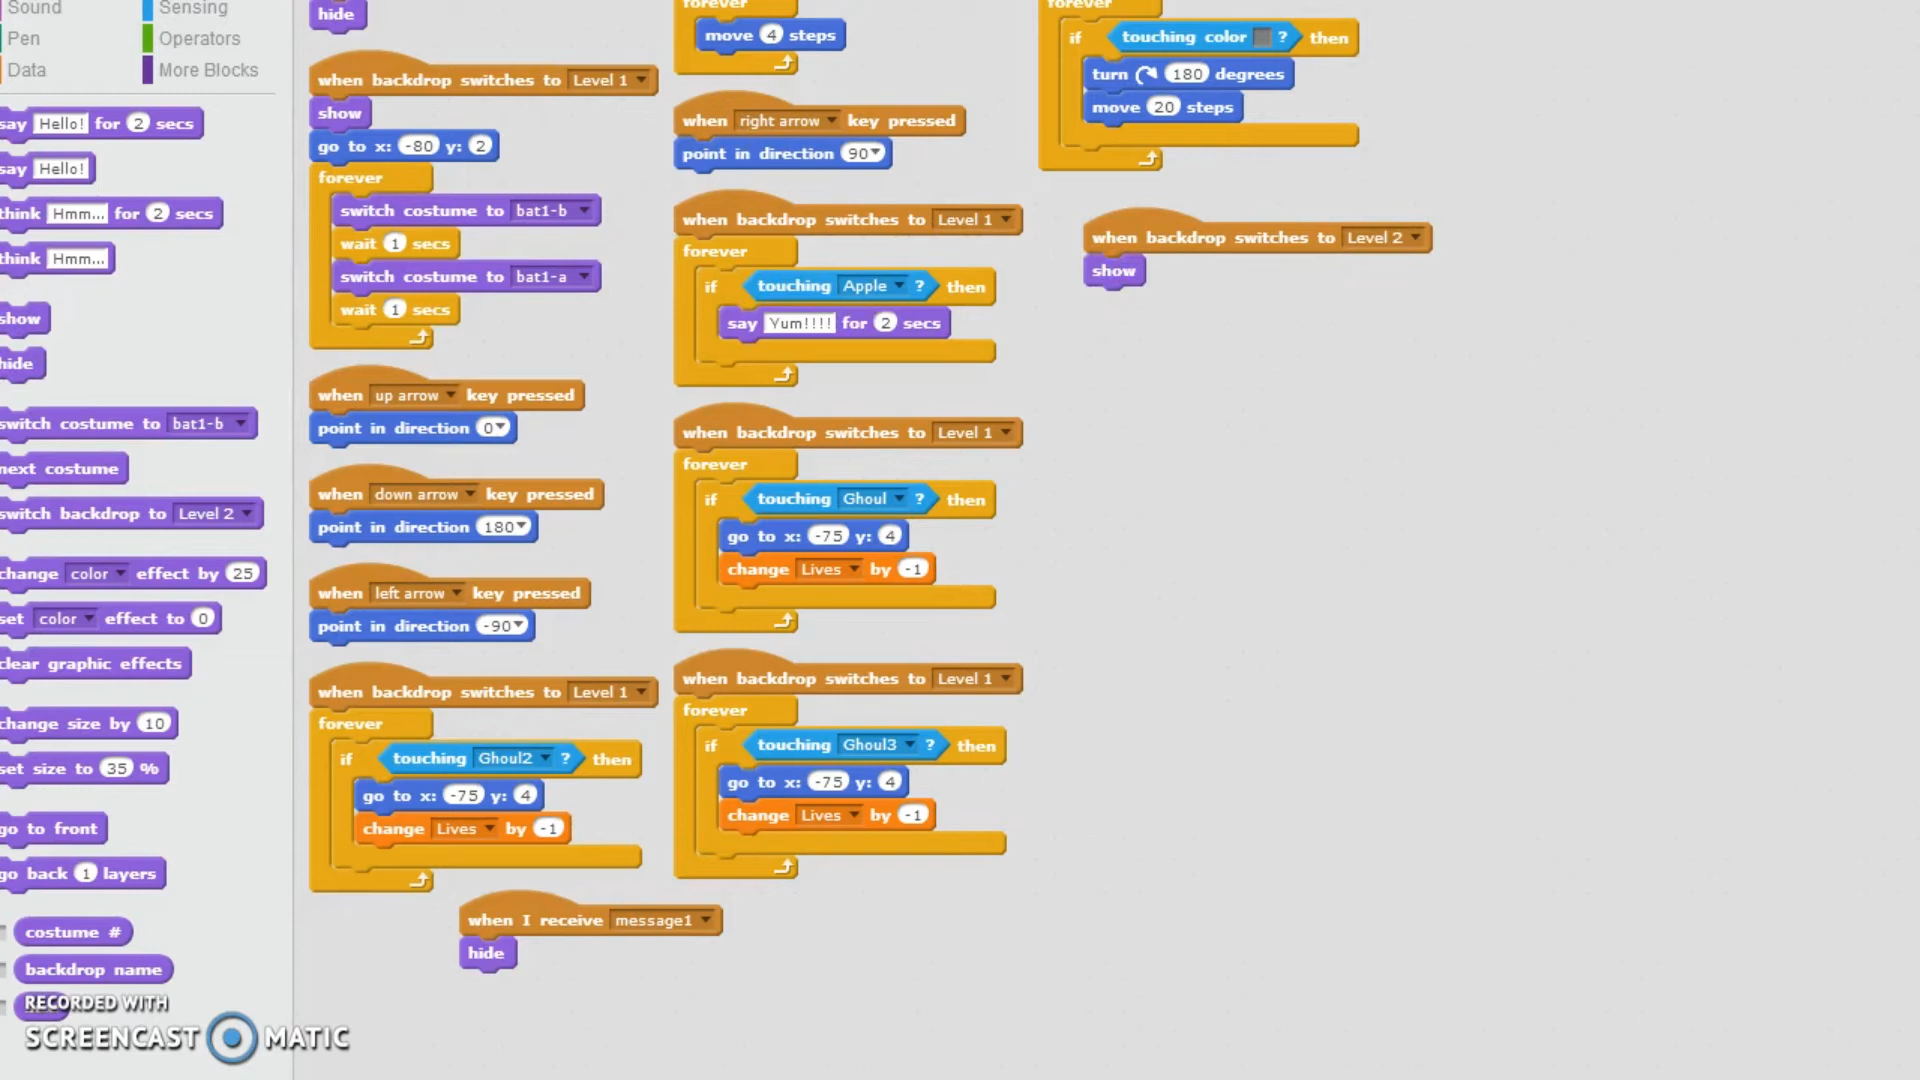 Sound
Sensing
Pen
Operators
Data
More Blocks
say Hello! for 2 secs
say Hello!
think Hmm... for 2 secs
think Hmm...
show
hide
switch costume to bat1-b
next costume
switch backdrop to Level 2
change color effect by 25
set color effect to 0
clear graphic effects
change size by 10
set size to 35 %
go to front
go back 1 layers
costume #
backdrop name
RECORDED WITH
SCREENCAST MATIC
hide
when backdrop switches to Level 1
show
go to x: -80 y: 2
forever
switch costume to bat1-b
wait 1 secs
switch costume to bat1-a
wait 1 secs
when up arrow key pressed
point in direction 0
when down arrow key pressed
point in direction 180
when left arrow key pressed
point in direction -90
when backdrop switches to Level 1
forever
if touching Ghoul2 ? then
go to x: -75 y: 4
change Lives by -1
when I receive message1
hide
forever
move 4 steps
when right arrow key pressed
point in direction 90
when backdrop switches to Level 1
forever
if touching Apple ? then
say Yum!!!! for 2 secs
when backdrop switches to Level 1
forever
if touching Ghoul ? then
go to x: -75 y: 4
change Lives by -1
when backdrop switches to Level 1
forever
if touching Ghoul3 ? then
go to x: -75 y: 4
change Lives by -1
forever
if touching color ? then
turn 180 degrees
move 20 steps
when backdrop switches to Level 2
show